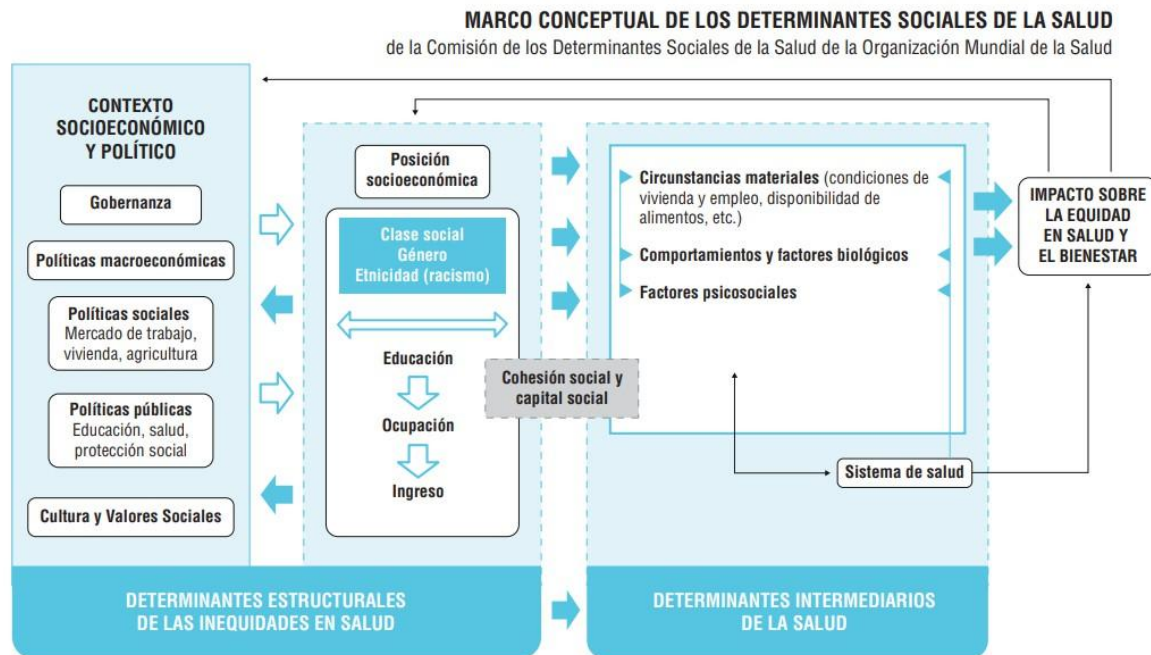 MARCO CONCEPTUAL DE LOS DETERMINANTES SOCIALES DE LA SALUD
de la Comisión de los Determinantes Sociales de la Salud de la Organización Mundial de la Salud
CONTEXTO
SOCIOECONÓMICO
Y POLÍTICO
Gobernanza
Políticas macroeconómicas
Políticas sociales
Mercado de trabajo,
vivienda, agricultura
Políticas públicas
Educación, salud,
protección social
Cultura y Valores Sociales
Posición
socioeconómica
Clase social
Género
Etnicidad (racismo)
Educación
Ocupación
Ingreso
Cohesión social y
capital social
Circunstancias materiales (condiciones de
vivienda y empleo, disponibilidad de
alimentos, etc.)
Comportamientos y factores biológicos
Factores psicosociales
Sistema de salud
IMPACTO SOBRE
LA EQUIDAD
EN SALUD Y
EL BIENESTAR
DETERMINANTES ESTRUCTURALES
DE LAS INEQUIDADES EN SALUD
DETERMINANTES INTERMEDIARIOS
DE LA SALUD